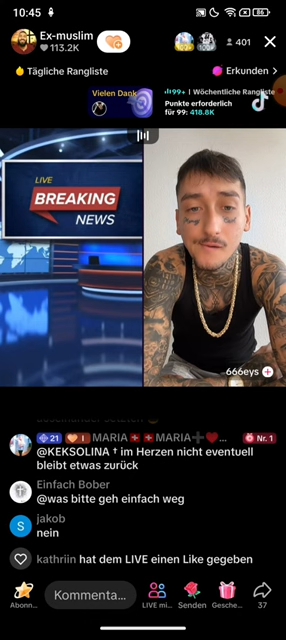 10:45
86
Ex-muslim
113.2K
401
Tägliche Rangliste
Erkunden >
Vielen Dank
99+ | Wöchentliche Rangliste
Punkte erforderlich
für 99: 418.8K
LIVE
BREAKING
NEWS
666eys
21
MARIA🇨🇭🇨🇭MARIA➕❤️...
Nr. 1
@KEKSOLINA † im Herzen nicht eventuell
bleibt etwas zurück
Einfach Bober
@was bitte geh einfach weg
jakob
nein
kathriin hat dem LIVE einen Like gegeben
Kommenta...
Abonn...
LIVE mi...
Senden
Gesche...
37